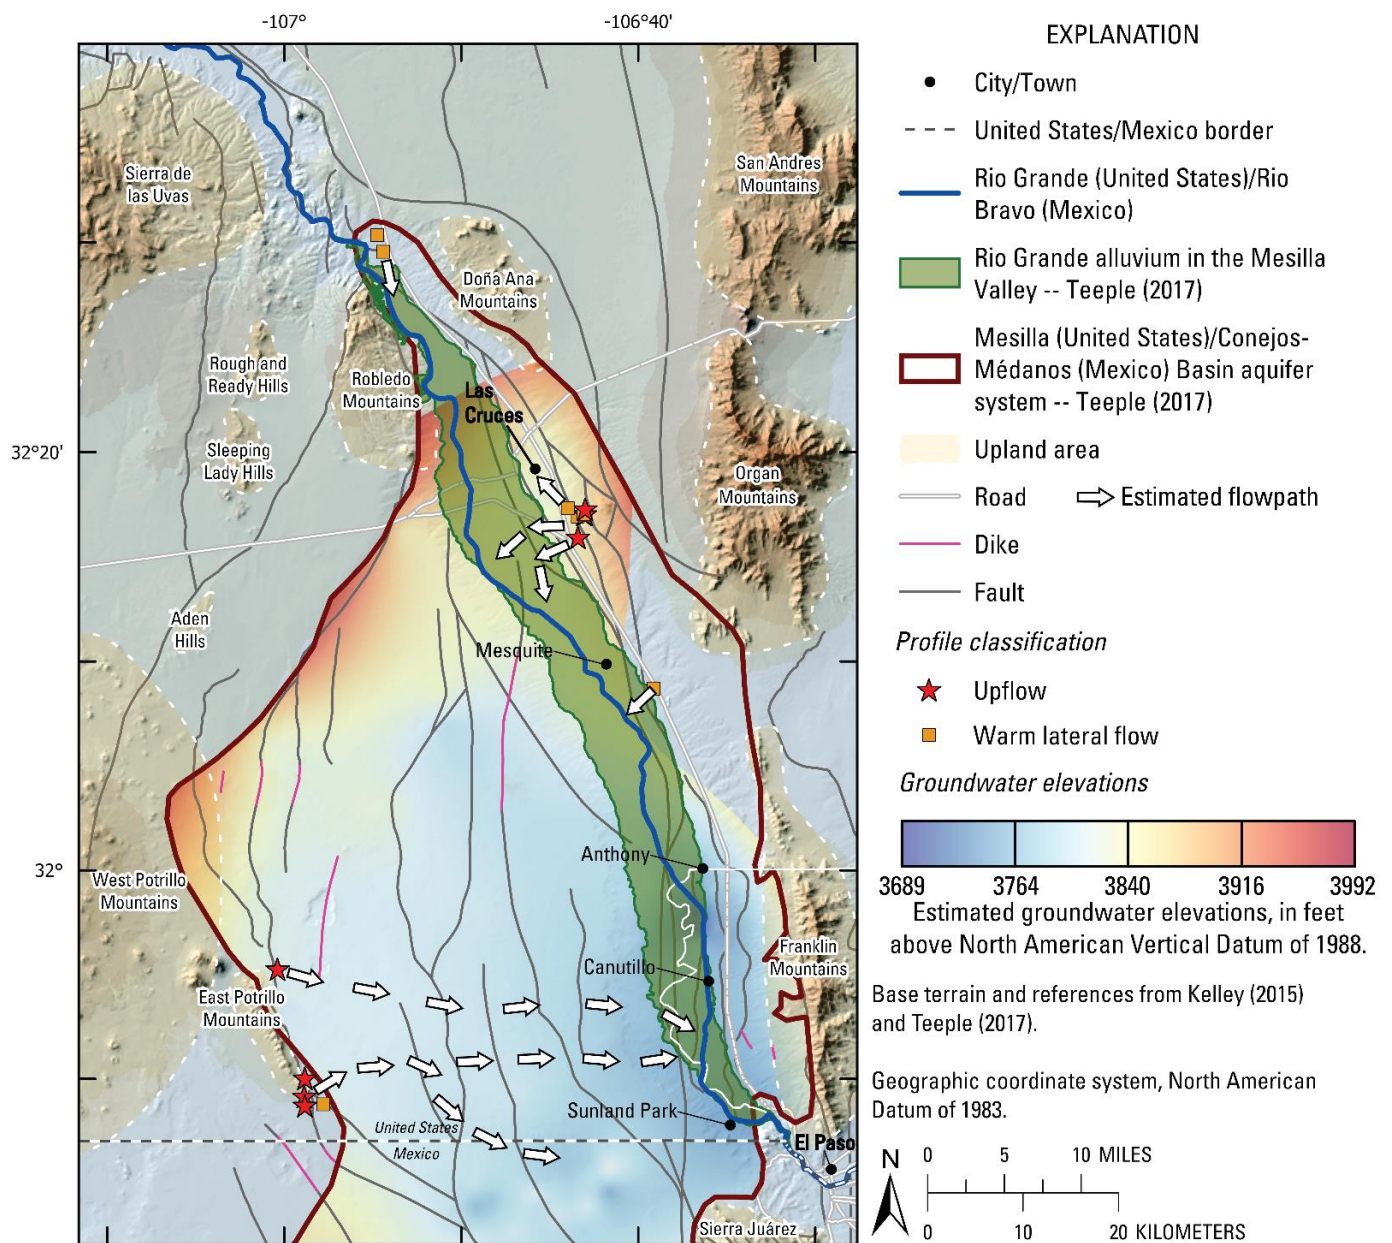 -107°
-106°40'
32°20'
32°
Sierra de
las Uvas
San Andres
Mountains
Doña Ana
Mountains
Rough and
Ready Hills
Robledo
Mountains
Las
Cruces
Sleeping
Lady Hills
Organ
Mountains
Aden
Hills
Mesquite
Anthony
West Potrillo
Mountains
Canutillo
Franklin
Mountains
East Potrillo
Mountains
Sunland Park
United States
Mexico
El Paso
Sierra Juárez
EXPLANATION
City/Town
United States/Mexico border
Rio Grande (United States)/Rio
Bravo (Mexico)
Rio Grande alluvium in the Mesilla
Valley -- Teeple (2017)
Mesilla (United States)/Conejos-
Médanos (Mexico) Basin aquifer
system -- Teeple (2017)
Upland area
Road Estimated flowpath
Dike
Fault
Profile classification
Upflow
Warm lateral flow
Groundwater elevations
3689 3764 3840 3916 3992
Estimated groundwater elevations, in feet
above North American Vertical Datum of 1988.
Base terrain and references from Kelley (2015)
and Teeple (2017).
Geographic coordinate system, North American
Datum of 1983.
N
0 5 10 MILES
0 10 20 KILOMETERS